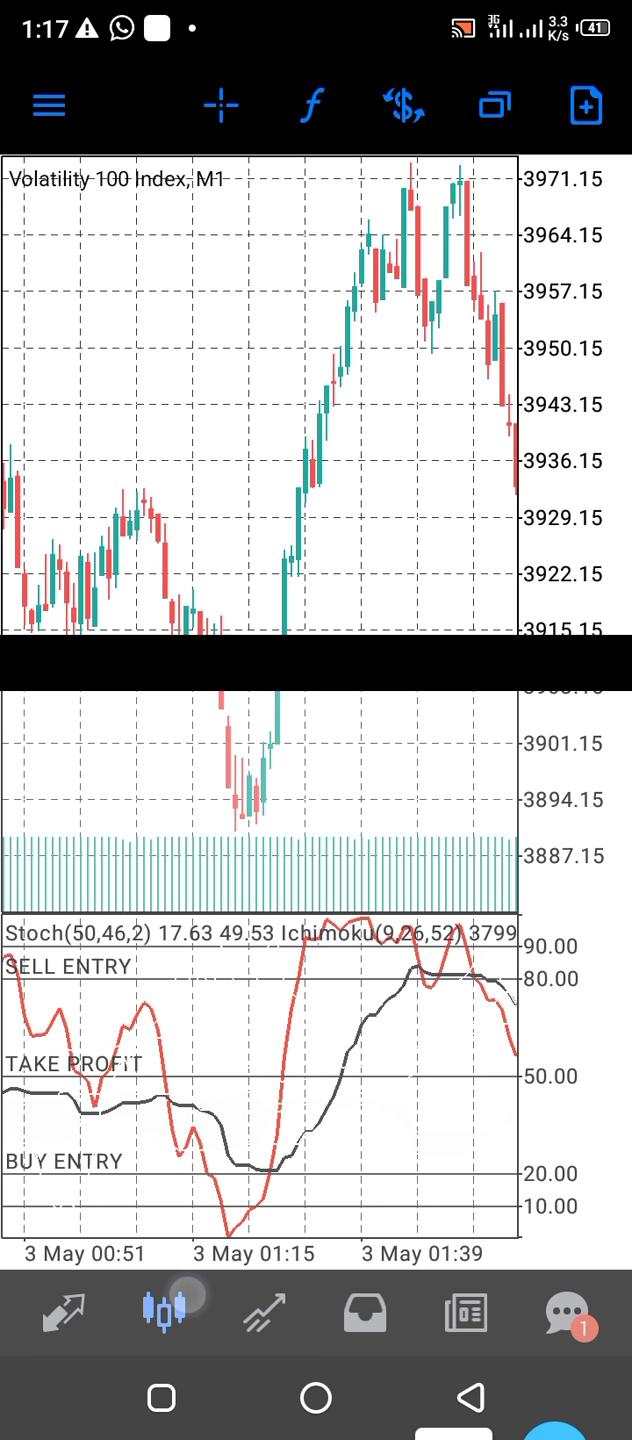 1:17
3G
3.3
K/s
41
Volatility 100 Index, M1
3971.15
3964.15
3957.15
3950.15
3943.15
3936.15
3929.15
3922.15
3915.15
3901.15
3894.15
3887.15
Stoch(50,46,2) 17.63 49.53 Ichimoku(9,26,52) 3799
90.00
SELL ENTRY
80.00
TAKE PROFIT
50.00
BUY ENTRY
20.00
10.00
3 May 00:51
3 May 01:15
3 May 01:39
1